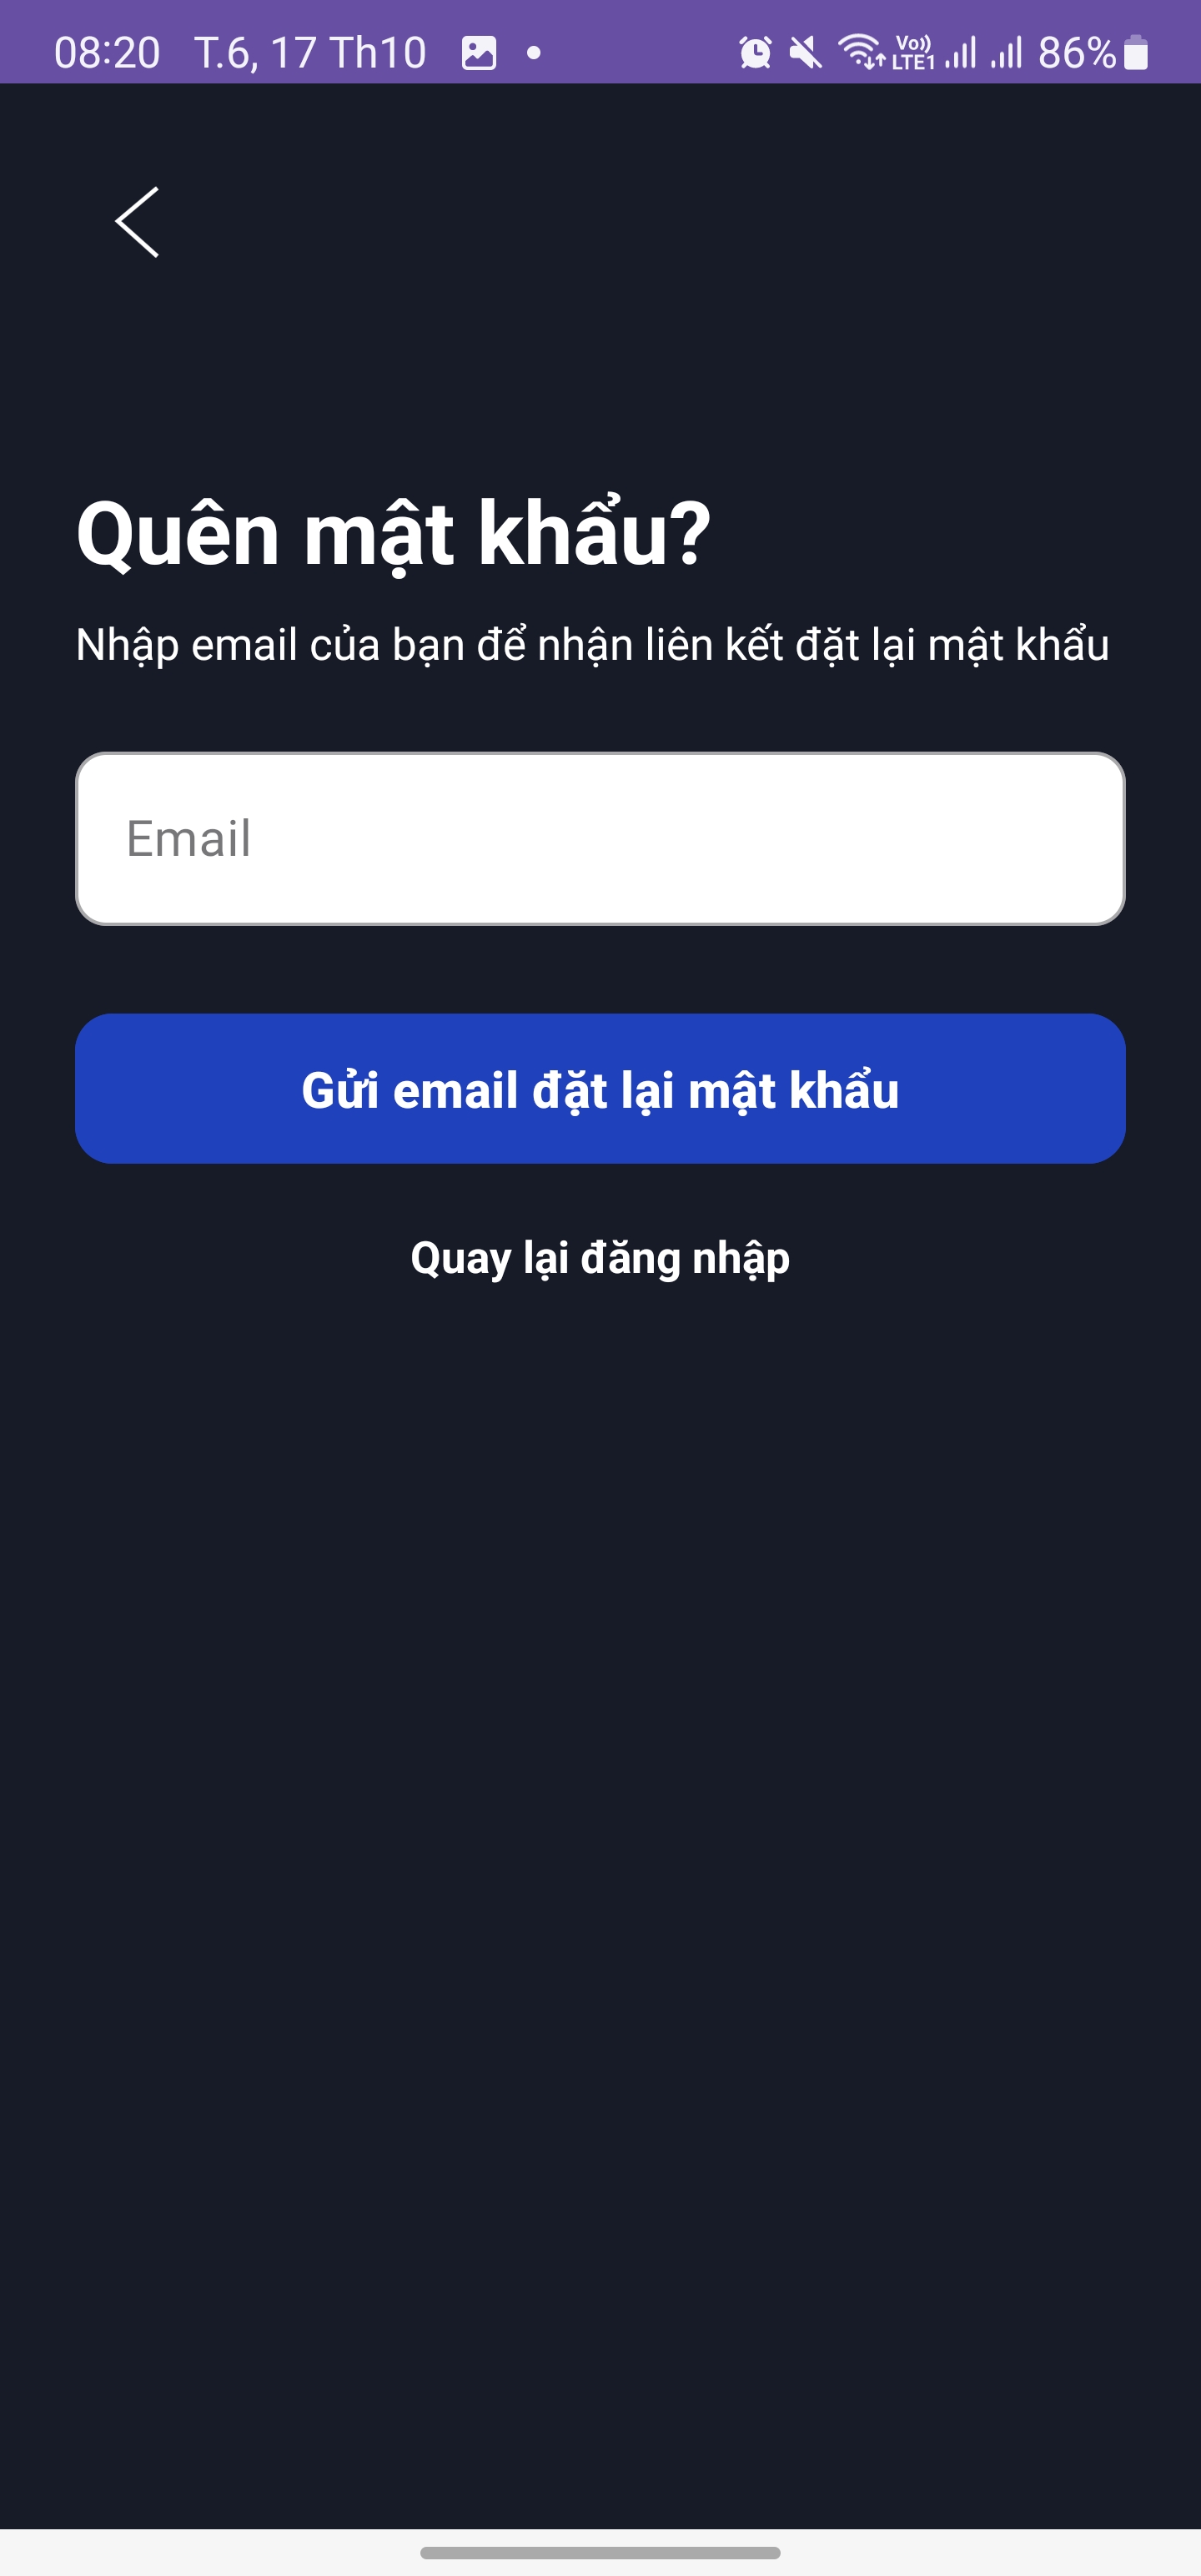 08:20 T.6, 17 Th10 Vo)) LTE1 86%
Quên mật khẩu?
Nhập email của bạn để nhận liên kết đặt lại mật khẩu
Email
Gửi email đặt lại mật khẩu
Quay lại đăng nhập